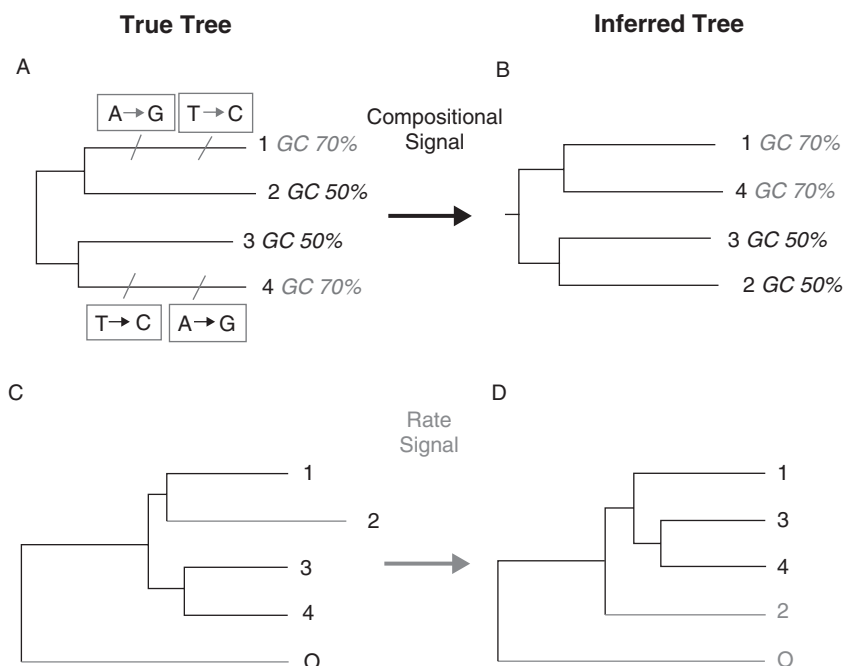 True Tree
Inferred Tree
A
B
A→G
T→C
Compositional
Signal
1 GC 70%
2 GC 50%
3 GC 50%
4 GC 70%
T→C
A→G
1 GC 70%
4 GC 70%
3 GC 50%
2 GC 50%
C
D
Rate
Signal
1
2
3
4
O
1
3
4
2
O